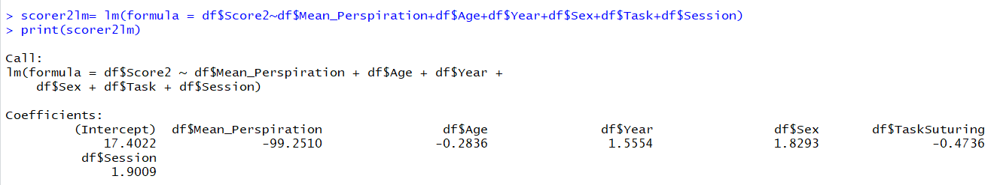 > scorer2lm= lm(formula = df$Score2~df$Mean_Perspiration+df$Age+df$Year+df$Sex+df$Task+df$Session)
> print(scorer2lm)
Call:
lm(formula = df$Score2 ~ df$Mean_Perspiration + df$Age + df$Year +
df$Sex + df$Task + df$Session)
Coefficients:
(Intercept) df$Mean_Perspiration df$Age df$Year df$Sex df$TaskSuturing
17.4022 -99.2510 -0.2836 1.5554 1.8293 -0.4736
df$Session
1.9009